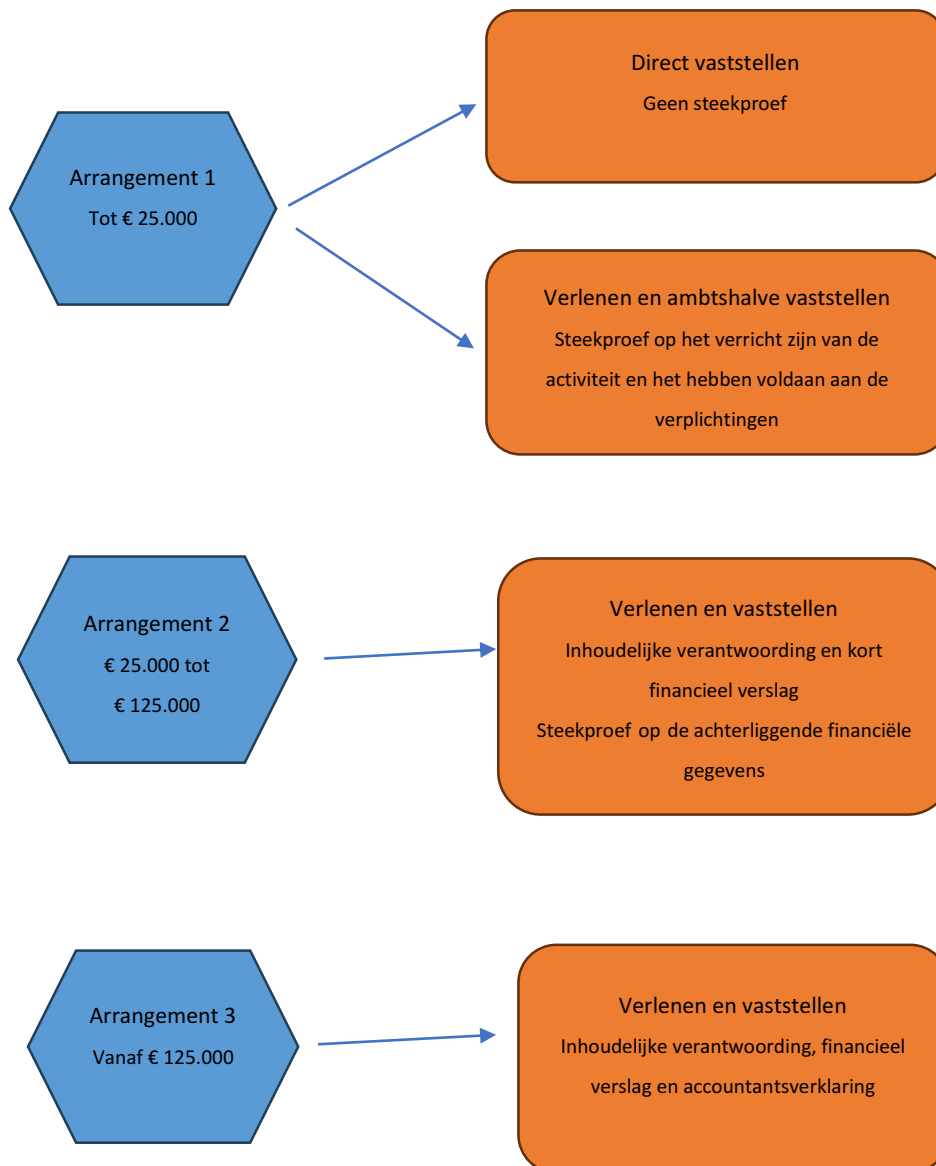 Arrangement 1
Tot € 25.000
Direct vaststellen
Geen steekproef
Verlenen en ambtshalve vaststellen
Steekproef op het verricht zijn van de
activiteit en het hebben voldaan aan de
verplichtingen
Arrangement 2
€ 25.000 tot
€ 125.000
Verlenen en vaststellen
Inhoudelijke verantwoording en kort
financieel verslag
Steekproef op de achterliggende financiële
gegevens
Arrangement 3
Vanaf € 125.000
Verlenen en vaststellen
Inhoudelijke verantwoording, financieel
verslag en accountantsverklaring